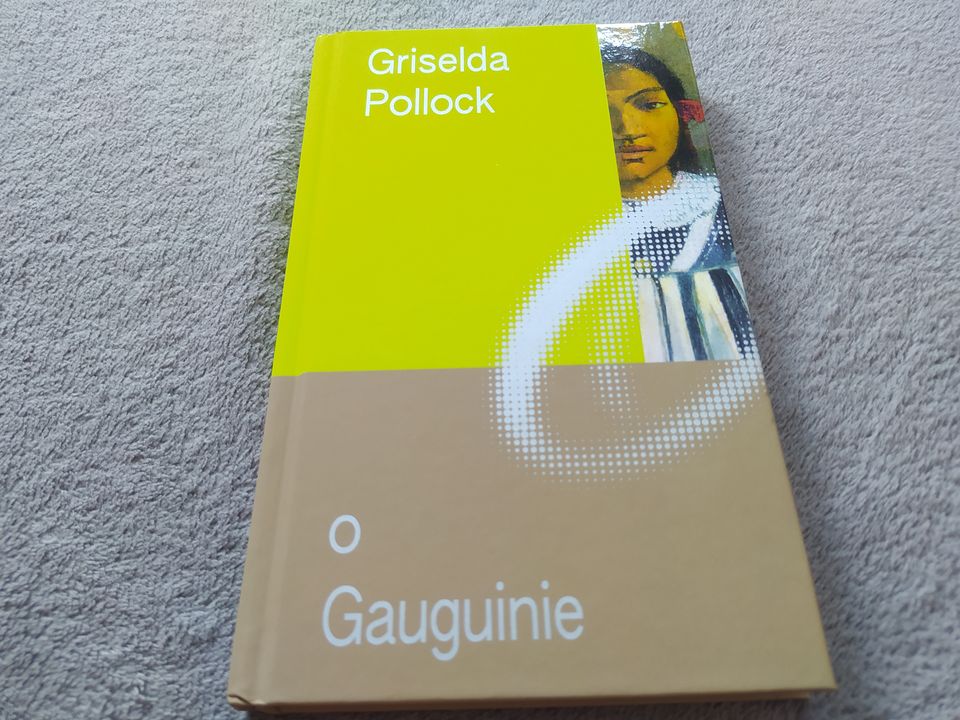 Griselda
Pollock
o
Gauguinie